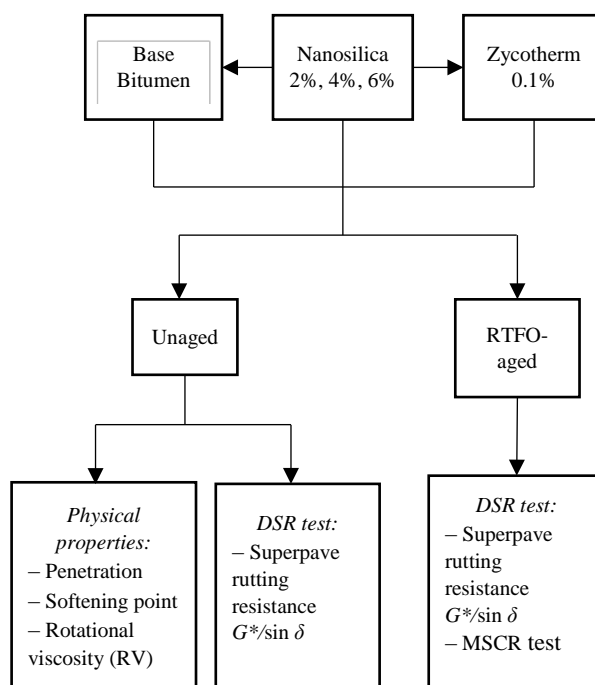 Base
Bitumen
Nanosilica
2%, 4%, 6%
Zycotherm
0.1%
Unaged
RTFO-
aged
Physical
properties:
– Penetration
– Softening point
– Rotational
viscosity (RV)
DSR test:
– Superpave
rutting
resistance
G*/sin δ
DSR test:
– Superpave
rutting
resistance
G*/sin δ
– MSCR test